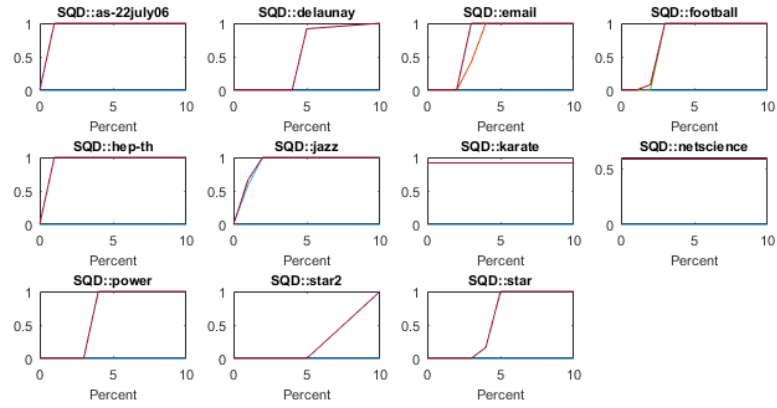 SQD::as-22july06 SQD::delaunay SQD::email SQD::football
1 1 1 1
0.5 0.5 0.5 0.5
0 0 0 0
0 5 10 0 5 10 0 5 10 0 5 10
Percent Percent Percent Percent
SQD::hep-th SQD::jazz SQD::karate SQD::netscience
1 1 1
0.5 0.5 0.5 0.5
0 0 0 0
0 5 10 0 5 10 0 5 10 0 5 10
Percent Percent Percent Percent
SQD::power SQD::star2 SQD::star
1 1 1
0.5 0.5 0.5
0 0 0
0 5 10 0 5 10 0 5 10
Percent Percent Percent